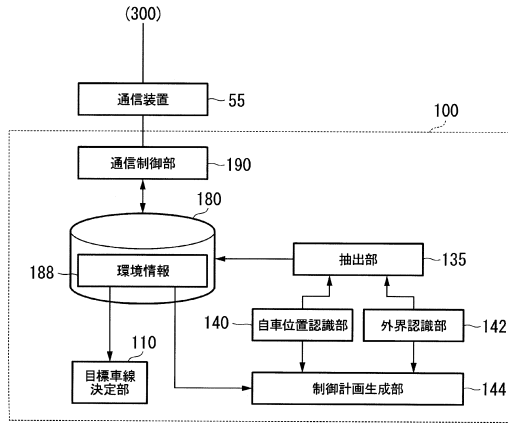 (300)
通信装置
55
100
通信制御部
190
180
環境情報
188
抽出部
135
140
自車位置認識部
外界認識部
142
110
目標車線
決定部
制御計画生成部
144